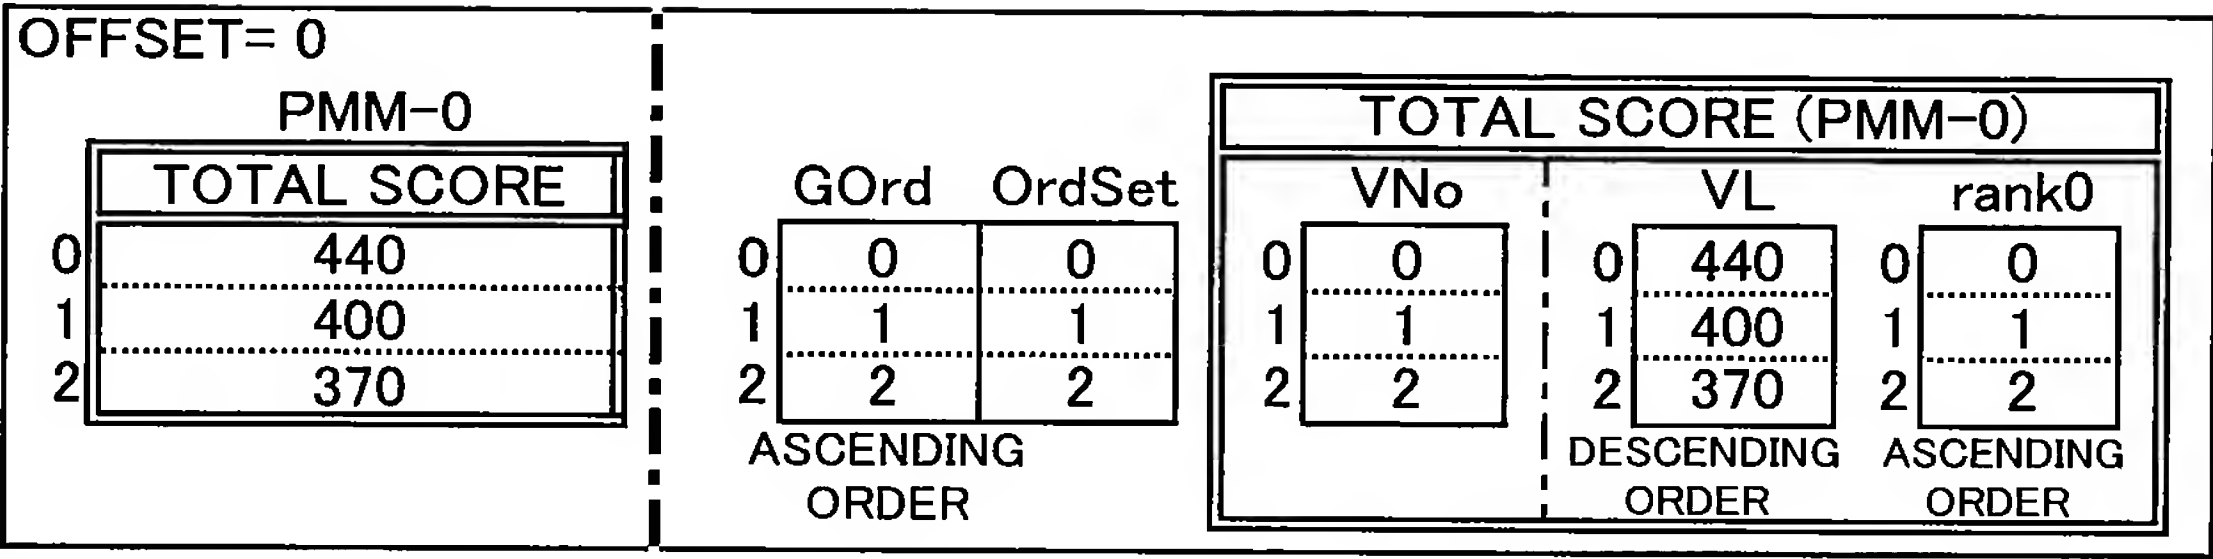 OFFSET= 0
PMM-0
TOTAL SCORE
0 440
1 400
2 370
GOrd OrdSet
0 0 0
1 1 1
2 2 2
ASCENDING
ORDER
TOTAL SCORE (PMM-0)
VNo VL rank0
0 0 0 440 0 0
1 1 1 400 1 1
2 2 2 370 2 2
DESCENDING ASCENDING
ORDER ORDER